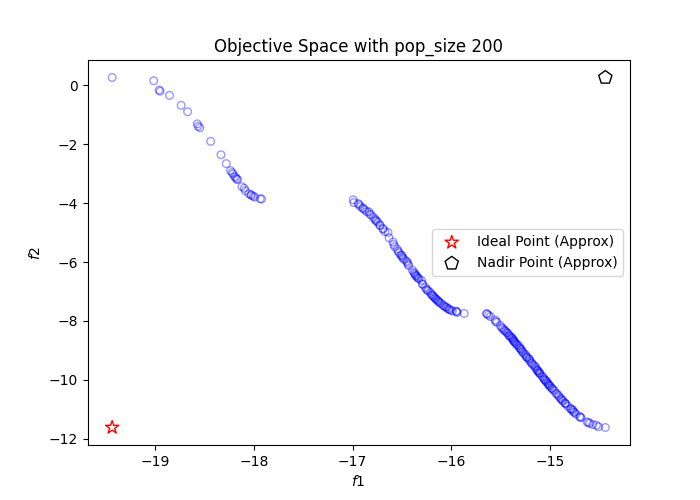 Objective Space with pop_size 200
0
−2
−4
−6
−8
−10
−12
f2
Ideal Point (Approx)
Nadir Point (Approx)
−19
−18
−17
−16
−15
f1